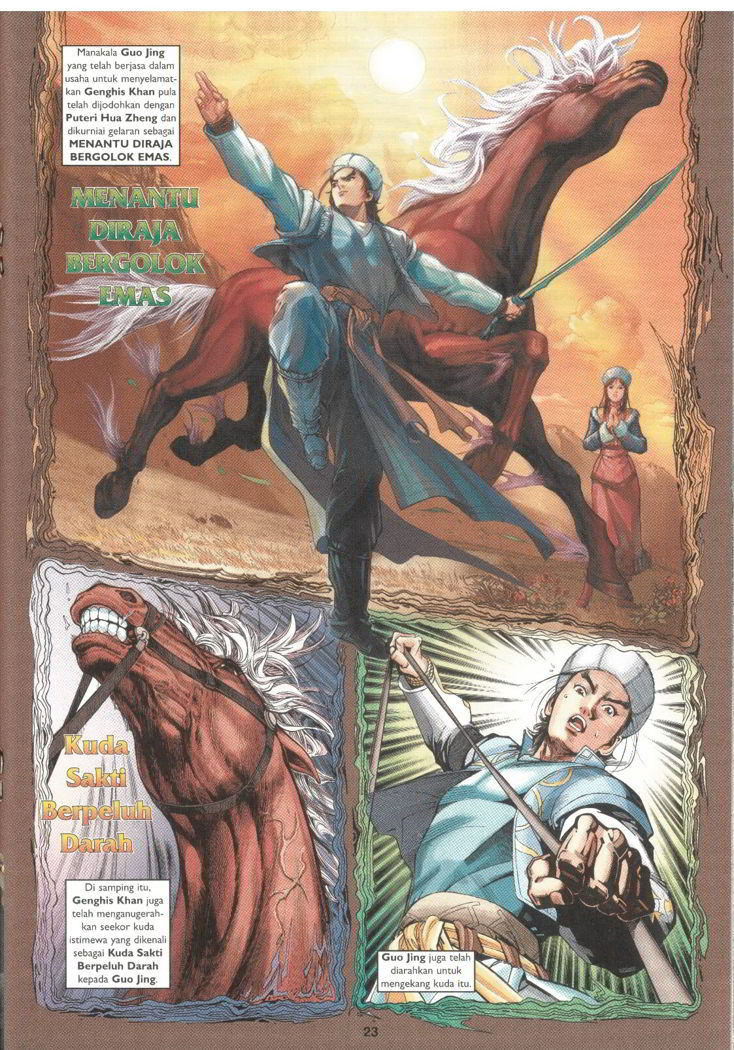 Manakala Guo Jing
yang telah berjasa dalam
usaha untuk menyelamat-
kan Genghis Khan pula
telah dijodohkan dengan
Puteri Hua Zheng dan
dikurniai gelaran sebagai
MENANTU DIRAJA
BERGOLOK EMAS.
MENANTU
DIRAJA
BERGOLOK
EMAS
Kuda
Sakti
Berpeluh
Darah
Di samping itu,
Genghis Khan juga
telah menganugerah-
kan seekor kuda
istimewa yang dikenali
sebagai Kuda Sakti
Berpeluh Darah
kepada Guo Jing.
Guo Jing juga telah
diarahkan untuk
mengekang kuda itu.
23